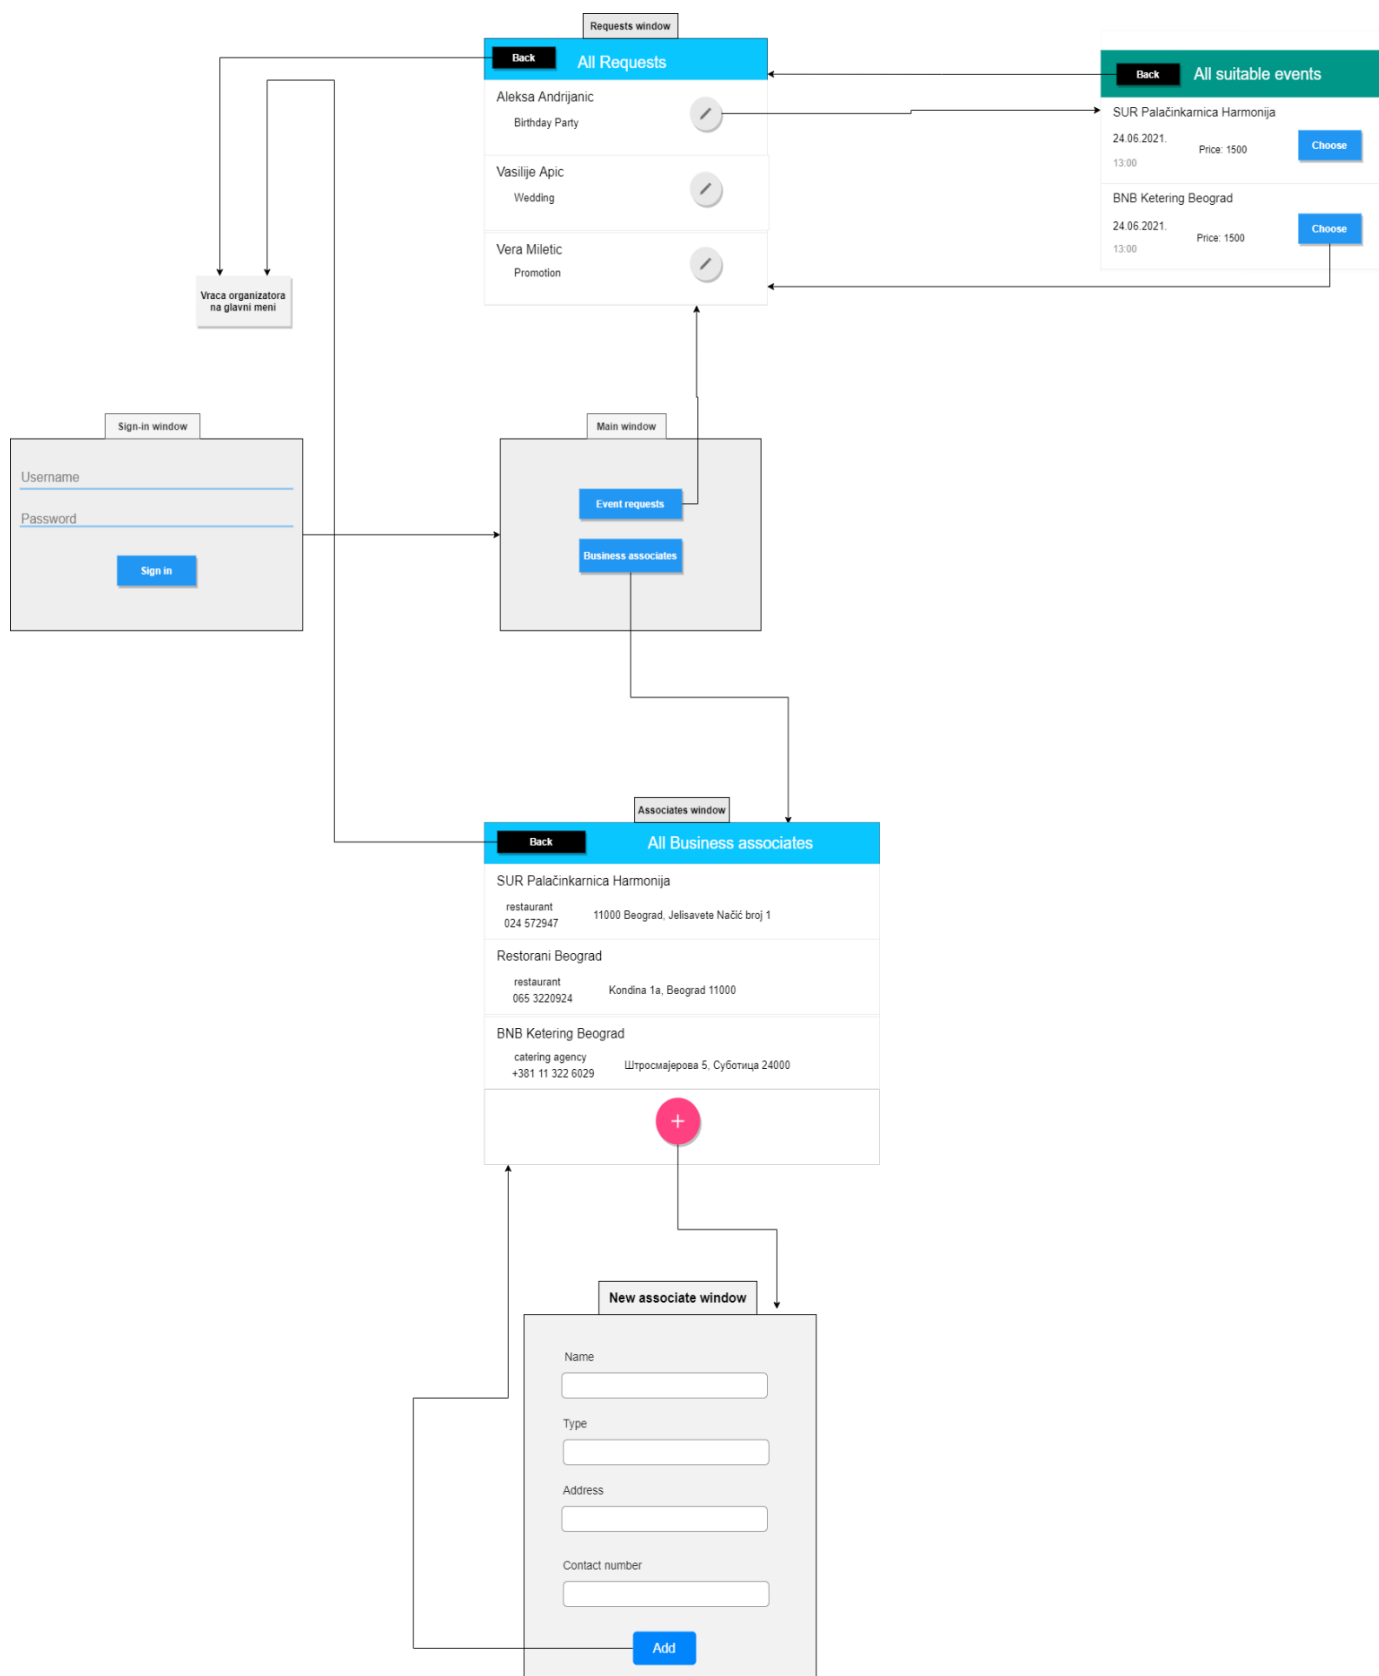 Requests window
Back
All Requests
Aleksa Andrijanic
Birthday Party
Vasilije Apic
Wedding
Vera Miletic
Promotion
Back
All suitable events
SUR Palačinkarnica Harmonija
24.06.2021.
Price: 1500
Choose
13:00
BNB Ketering Beograd
24.06.2021.
Price: 1500
Choose
13:00
Vraca organizatora
na glavni meni
Sign-in window
Username
Password
Sign in
Main window
Event requests
Business associates
Associates window
Back
All Business associates
SUR Palačinkarnica Harmonija
restaurant
024 572947
11000 Beograd, Jelisavete Načić broj 1
Restorani Beograd
restaurant
065 3220924
Kondina 1a, Beograd 11000
BNB Ketering Beograd
catering agency
+381 11 322 6029
Штросмајерова 5, Суботица 24000
+
New associate window
Name
Type
Address
Contact number
Add